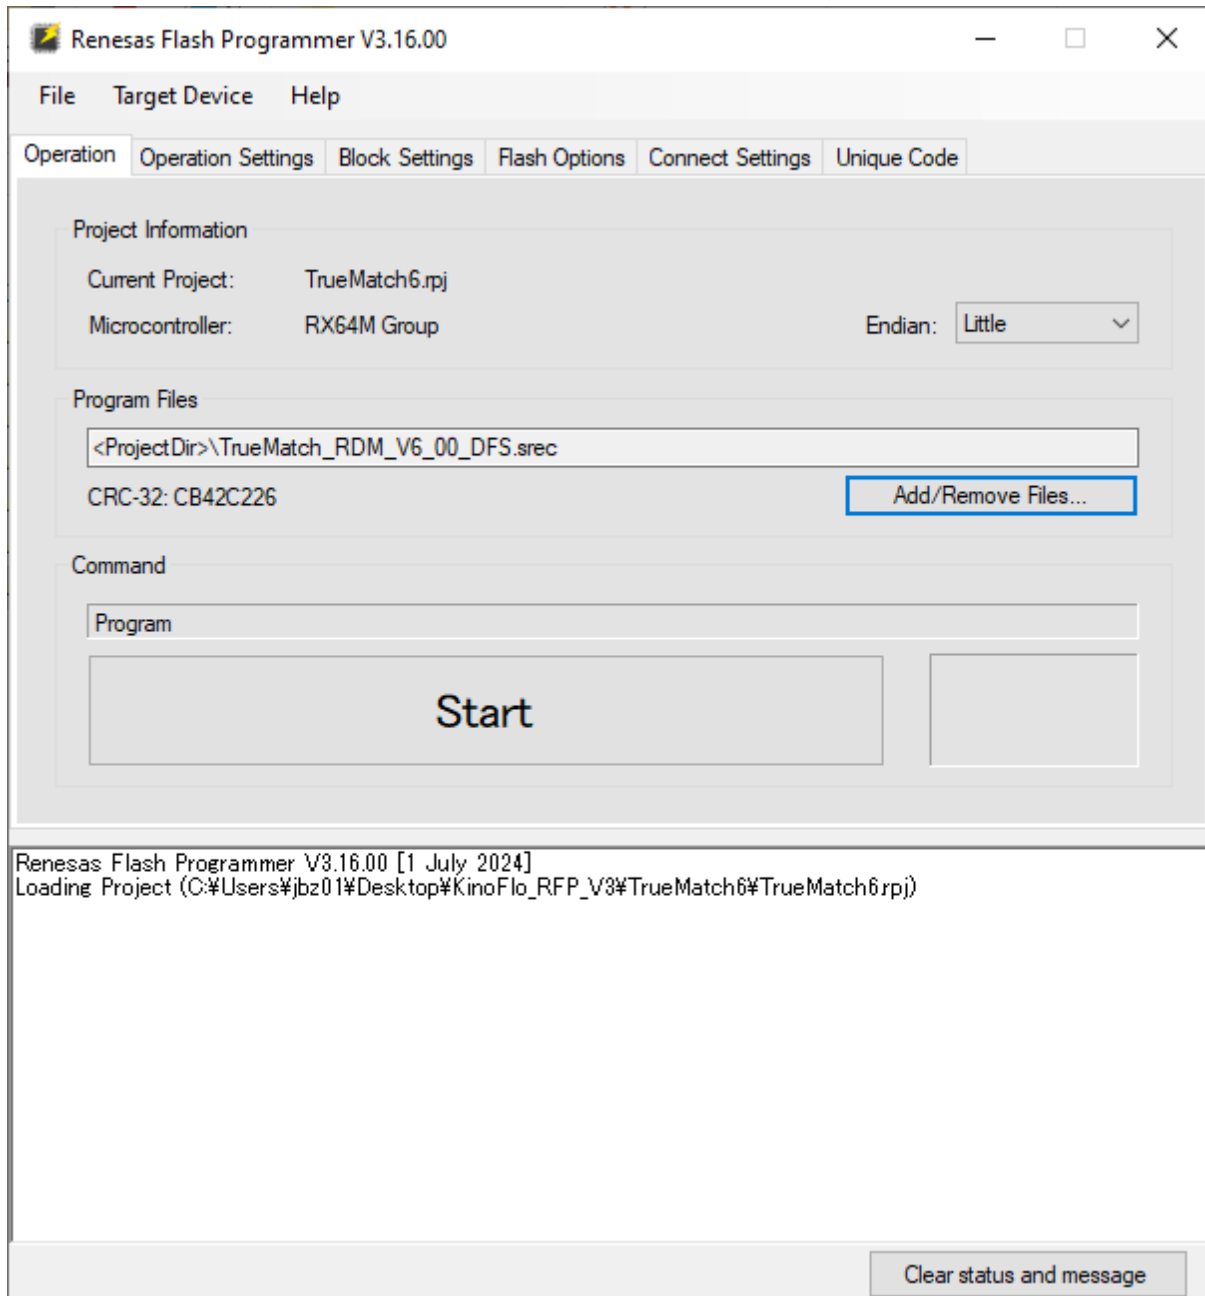 Renesas Flash Programmer V3.16.00
File Target Device Help
Operation Operation Settings Block Settings Flash Options Connect Settings Unique Code
Project Information
Current Project: TrueMatch6.rpj
Microcontroller: RX64M Group Endian: Little
Program Files
<ProjectDir>\TrueMatch_RDM_V6_00_DFS.srec
CRC-32: CB42C226 Add/Remove Files...
Command
Program
Start
Renesas Flash Programmer V3.16.00 [1 July 2024]
Loading Project (C:¥Users¥jbz01¥Desktop¥KinoFlo_RFP_V3¥TrueMatch6¥TrueMatch6.rpj)
Clear status and message